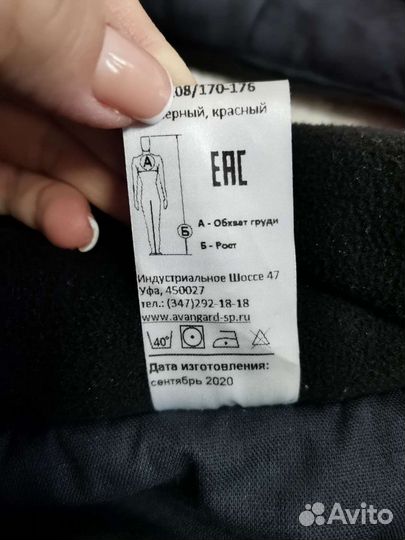 08/170-176
черный, красный
А
EAC
А - Обхват груди
Б
Б - Рост
Индустриальное Шоссе 47
Уфа, 450027
тел.: (347)292-18-18
www.avangard-sp.ru
40°
Дата изготовления:
сентябрь 2020
Avito